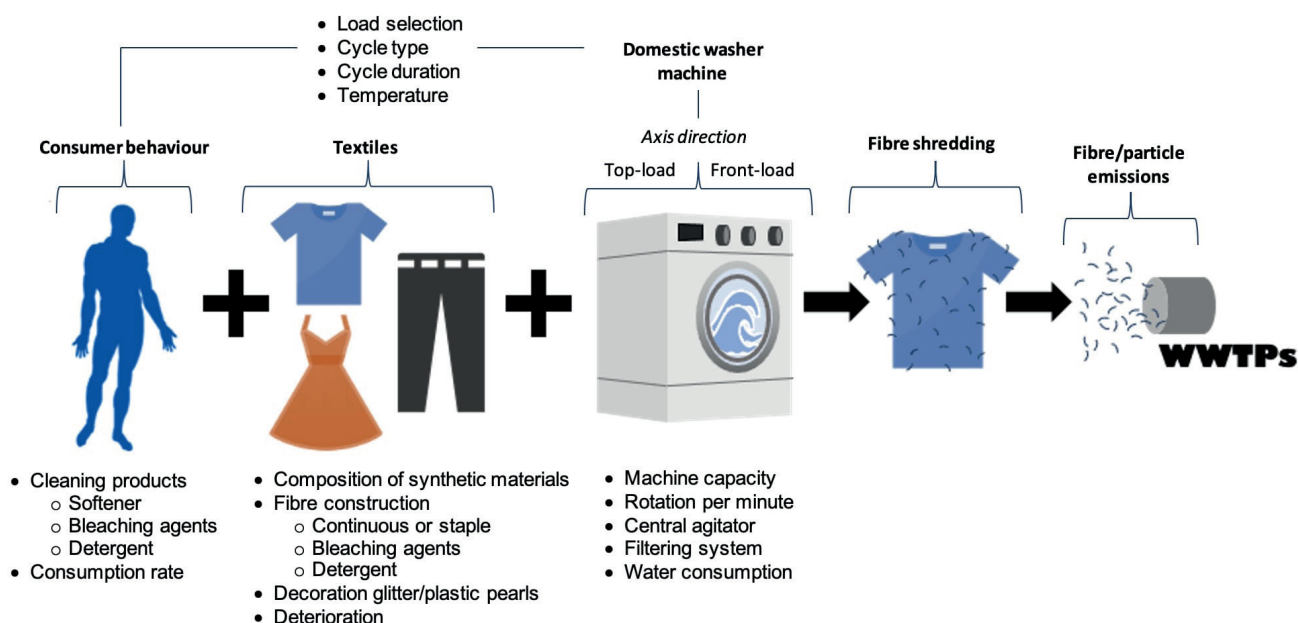 • Load selection
• Cycle type
• Cycle duration
• Temperature
Domestic washer
machine
Axis direction
Top-load
Front-load
Consumer behaviour
Textiles
Fibre shredding
Fibre/particle
emissions
WWTPs
• Cleaning products
o Softener
o Bleaching agents
o Detergent
• Consumption rate
• Composition of synthetic materials
• Fibre construction
o Continuous or staple
o Bleaching agents
o Detergent
• Decoration glitter/plastic pearls
• Deterioration
• Machine capacity
• Rotation per minute
• Central agitator
• Filtering system
• Water consumption